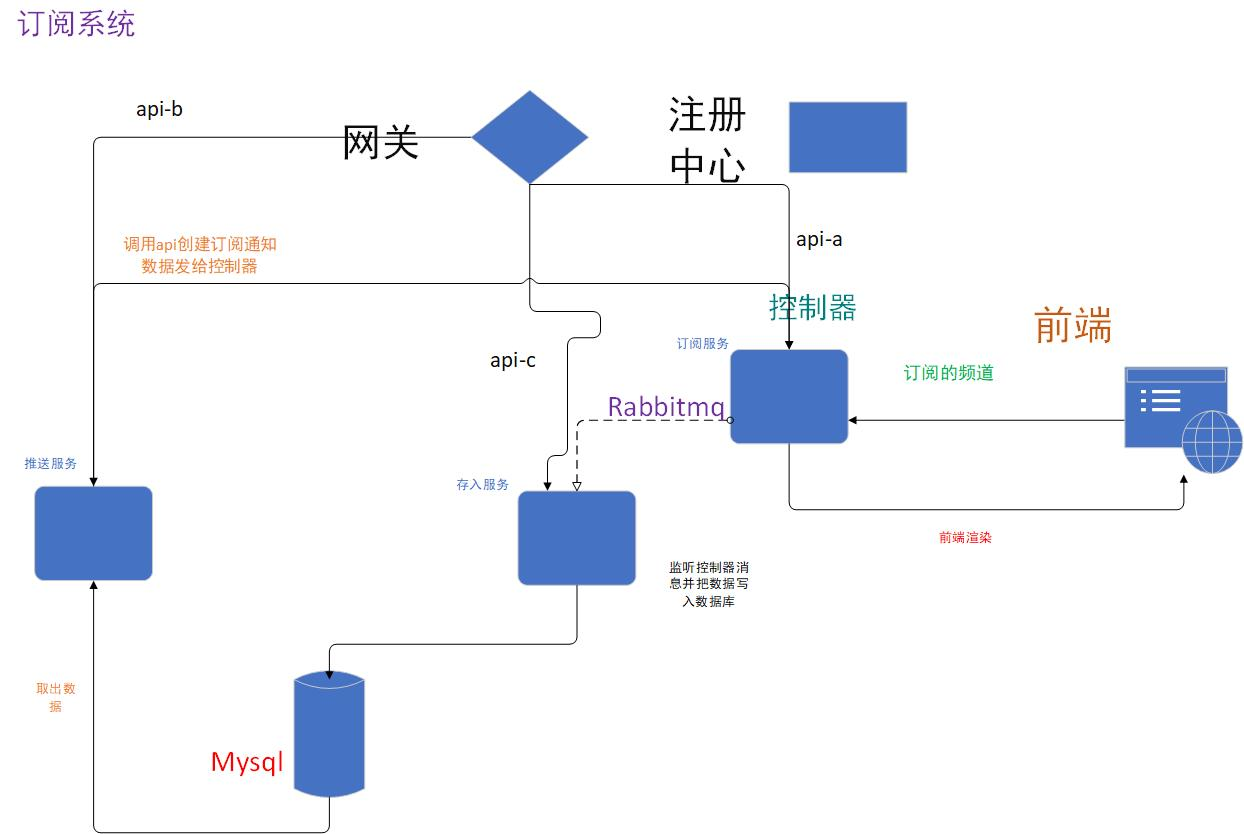 订阅系统
api-b
网关
注册
中心
调用api创建订阅通知
数据发给控制器
api-a
控制器
前端
订阅服务
api-c
订阅的频道
Rabbitmq
推送服务
存入服务
前端渲染
监听控制器消
息并把数据写
入数据库
取出数
据
Mysql